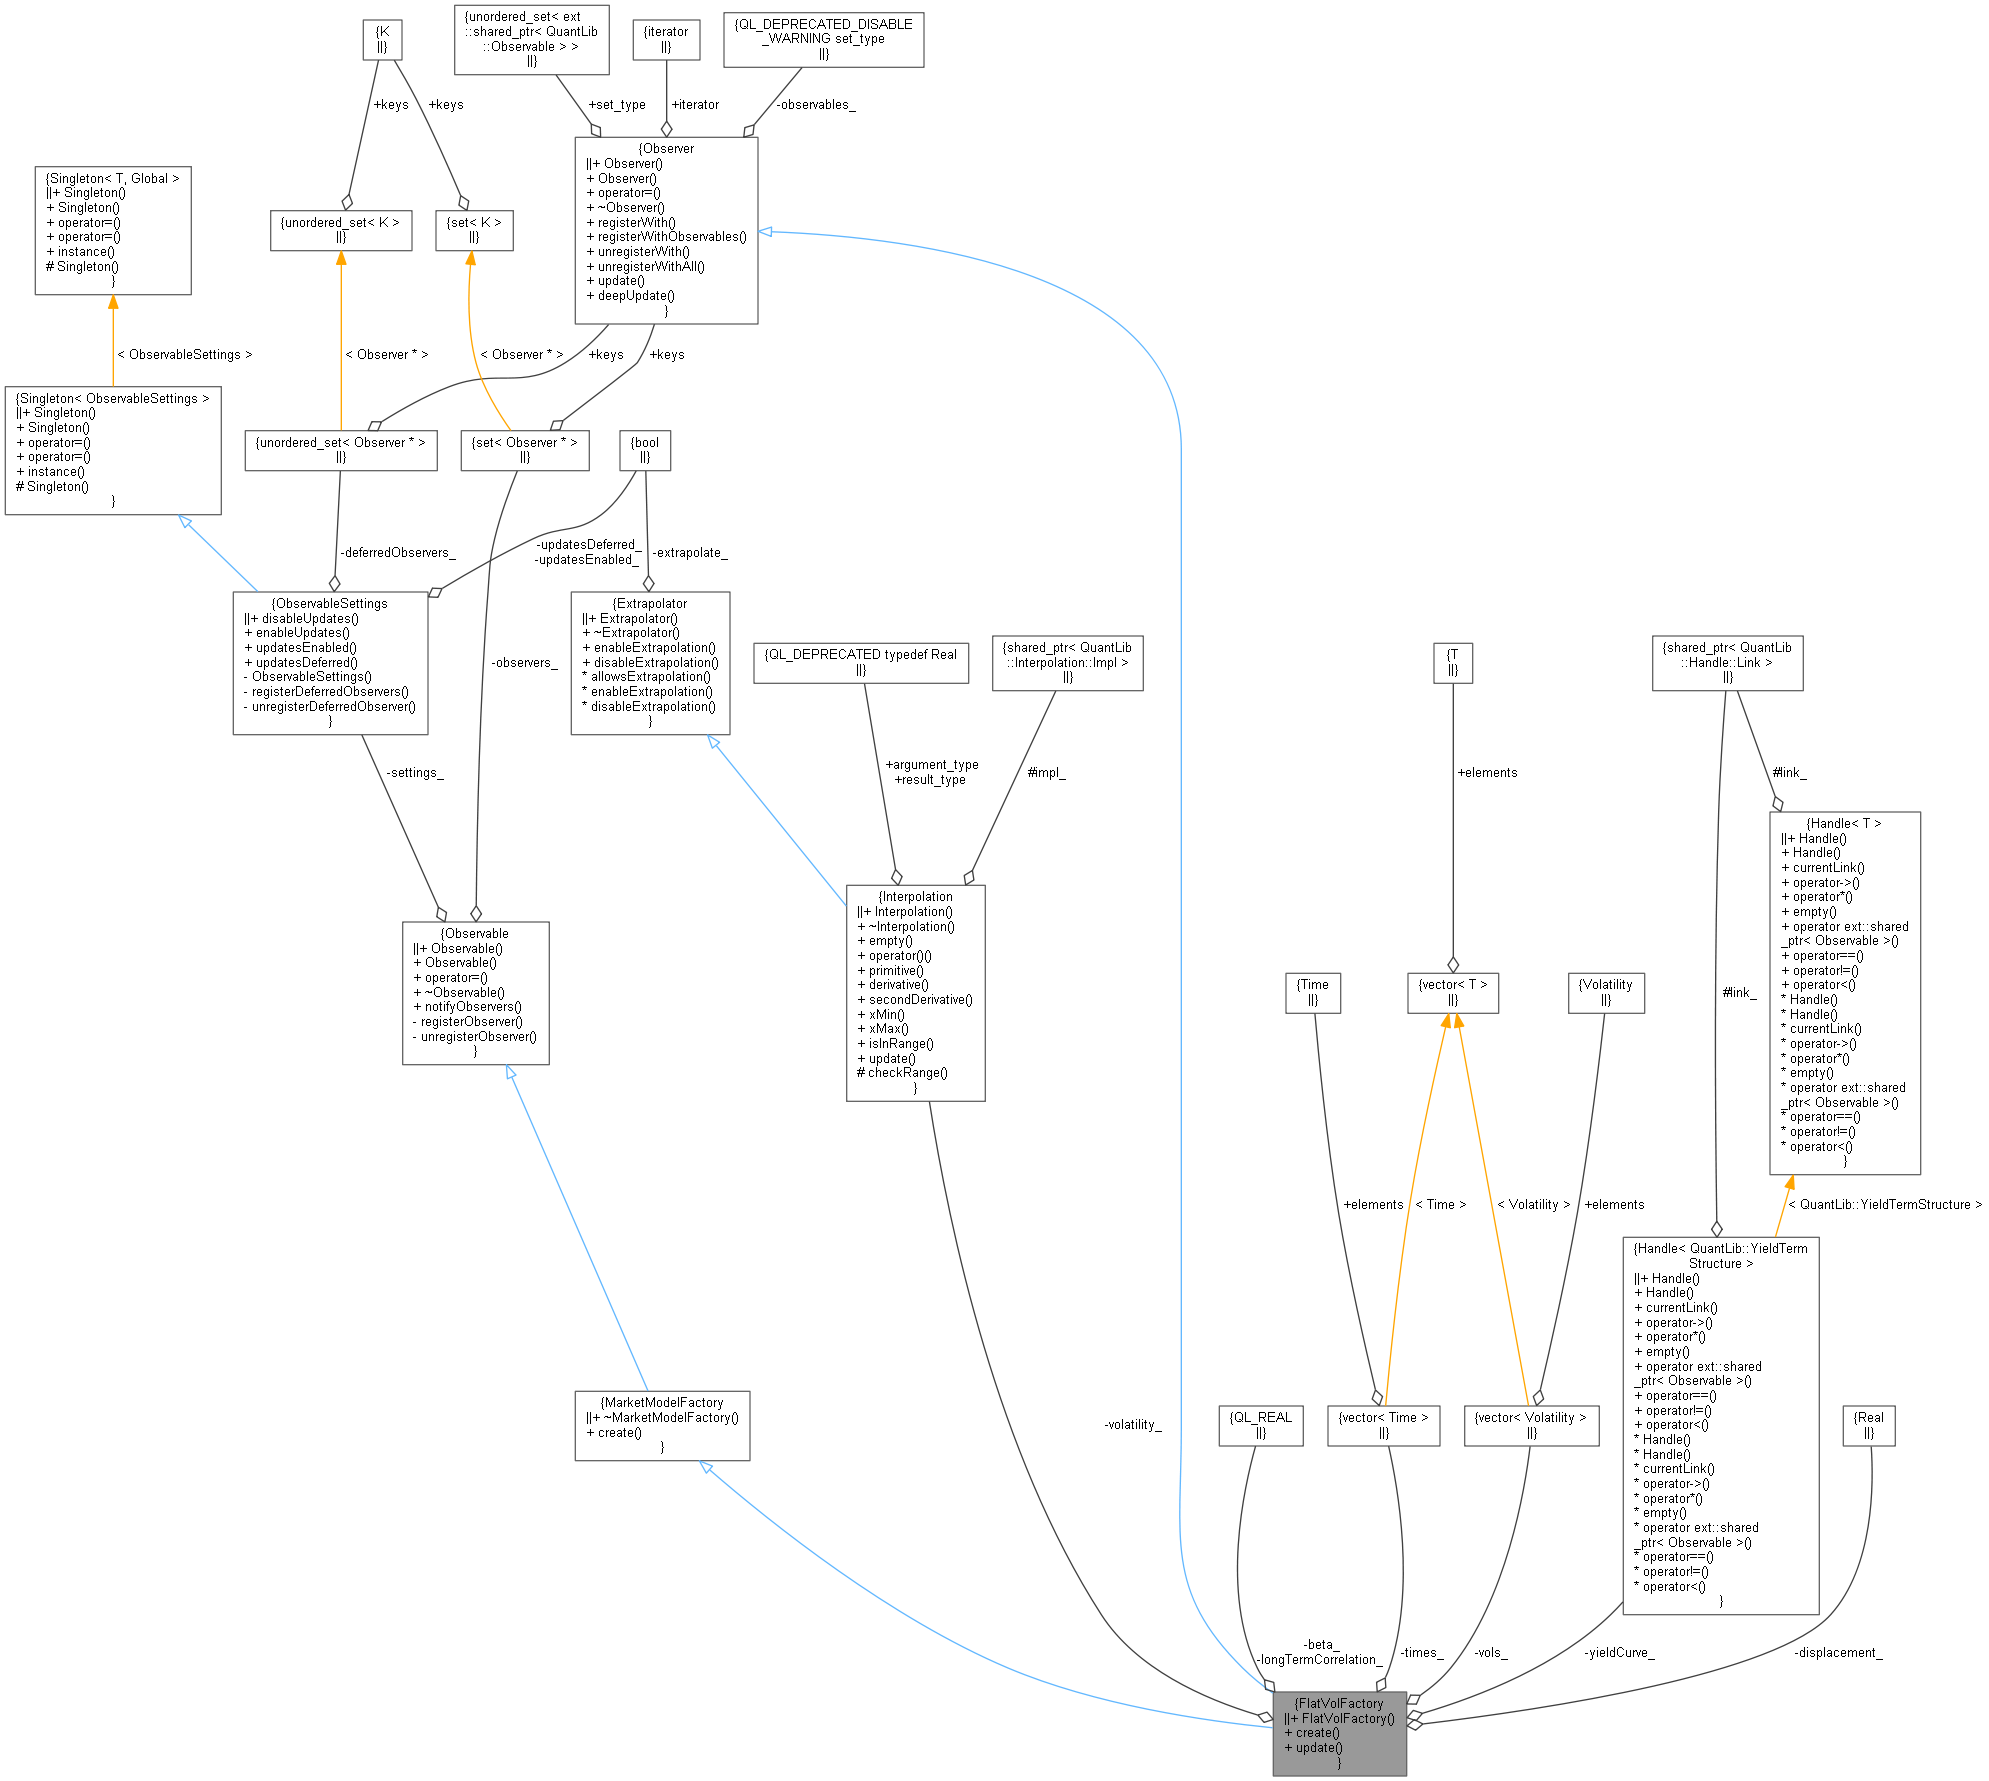 {K
||}
{unordered_set< ext
::shared_ptr< QuantLib
::Observable > >
||}
{iterator
||}
{QL_DEPRECATED_DISABLE
_WARNING set_type
||}
+keys
+keys
+set_type
+iterator
-observables_
{Singleton< T, Global >
||+ Singleton()
+ Singleton()
+ operator=()
+ operator=()
+ instance()
# Singleton()
}
{unordered_set< K >
||}
{set< K >
||}
{Observer
||+ Observer()
+ Observer()
+ operator=()
+ ~Observer()
+ registerWith()
+ registerWithObservables()
+ unregisterWith()
+ unregisterWithAll()
+ update()
+ deepUpdate()
}
< ObservableSettings >
< Observer * >
< Observer * >
+keys
+keys
{Singleton< ObservableSettings >
||+ Singleton()
+ Singleton()
+ operator=()
+ operator=()
+ instance()
# Singleton()
}
{unordered_set< Observer * >
||}
{set< Observer * >
||}
{bool
||}
-deferredObservers_
-updatesDeferred_
-updatesEnabled_
-extrapolate_
{ObservableSettings
||+ disableUpdates()
+ enableUpdates()
+ updatesEnabled()
+ updatesDeferred()
- ObservableSettings()
- registerDeferredObservers()
- unregisterDeferredObserver()
}
-observers_
{Extrapolator
||+ Extrapolator()
+ ~Extrapolator()
+ enableExtrapolation()
+ disableExtrapolation()
* allowsExtrapolation()
* enableExtrapolation()
* disableExtrapolation()
}
{QL_DEPRECATED typedef Real
||}
{shared_ptr< QuantLib
::Interpolation::Impl >
||}
{T
||}
{shared_ptr< QuantLib
::Handle::Link >
||}
-settings_
+argument_type
+result_type
#impl_
+elements
#link_
{Handle< T >
||+ Handle()
+ Handle()
+ currentLink()
+ operator->()
+ operator*()
+ empty()
+ operator ext::shared
_ptr< Observable >()
+ operator==()
+ operator!=()
+ operator<()
* Handle()
* Handle()
* currentLink()
* operator->()
* operator*()
* empty()
* operator ext::shared
_ptr< Observable >()
* operator==()
* operator!=()
* operator<()
}
{Observable
||+ Observable()
+ Observable()
+ operator=()
+ ~Observable()
+ notifyObservers()
- registerObserver()
- unregisterObserver()
}
{Interpolation
||+ Interpolation()
+ ~Interpolation()
+ empty()
+ operator()()
+ primitive()
+ derivative()
+ secondDerivative()
+ xMin()
+ xMax()
+ isInRange()
+ update()
# checkRange()
}
{Time
||}
{vector< T >
||}
{Volatility
||}
#link_
+elements
< Time >
< Volatility >
+elements
< QuantLib::YieldTermStructure >
{Handle< QuantLib::YieldTerm
Structure >
||+ Handle()
+ Handle()
+ currentLink()
+ operator->()
+ operator*()
+ empty()
+ operator ext::shared
_ptr< Observable >()
+ operator==()
+ operator!=()
+ operator<()
* Handle()
* Handle()
* currentLink()
* operator->()
* operator*()
* empty()
* operator ext::shared
_ptr< Observable >()
* operator==()
* operator!=()
* operator<()
}
{MarketModelFactory
||+ ~MarketModelFactory()
+ create()
}
-volatility_
{QL_REAL
||}
{vector< Time >
||}
{vector< Volatility >
||}
{Real
||}
-beta_
-longTermCorrelation_
-times_
-vols_
-yieldCurve_
-displacement_
{FlatVolFactory
||+ FlatVolFactory()
+ create()
+ update()
}